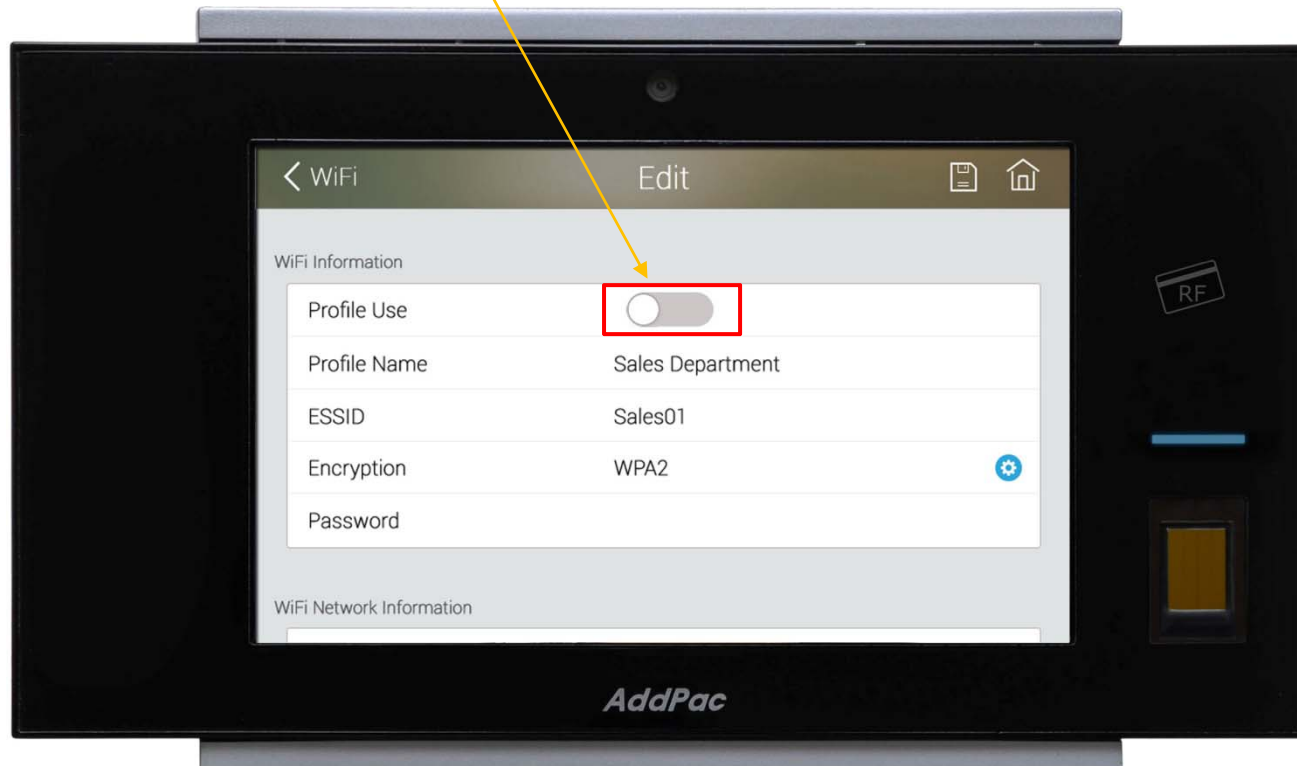 WiFi Edit
WiFi Information
Profile Use
Profile Name Sales Department
ESSID Sales01
Encryption WPA2
Password
WiFi Network Information
RF
AddPac